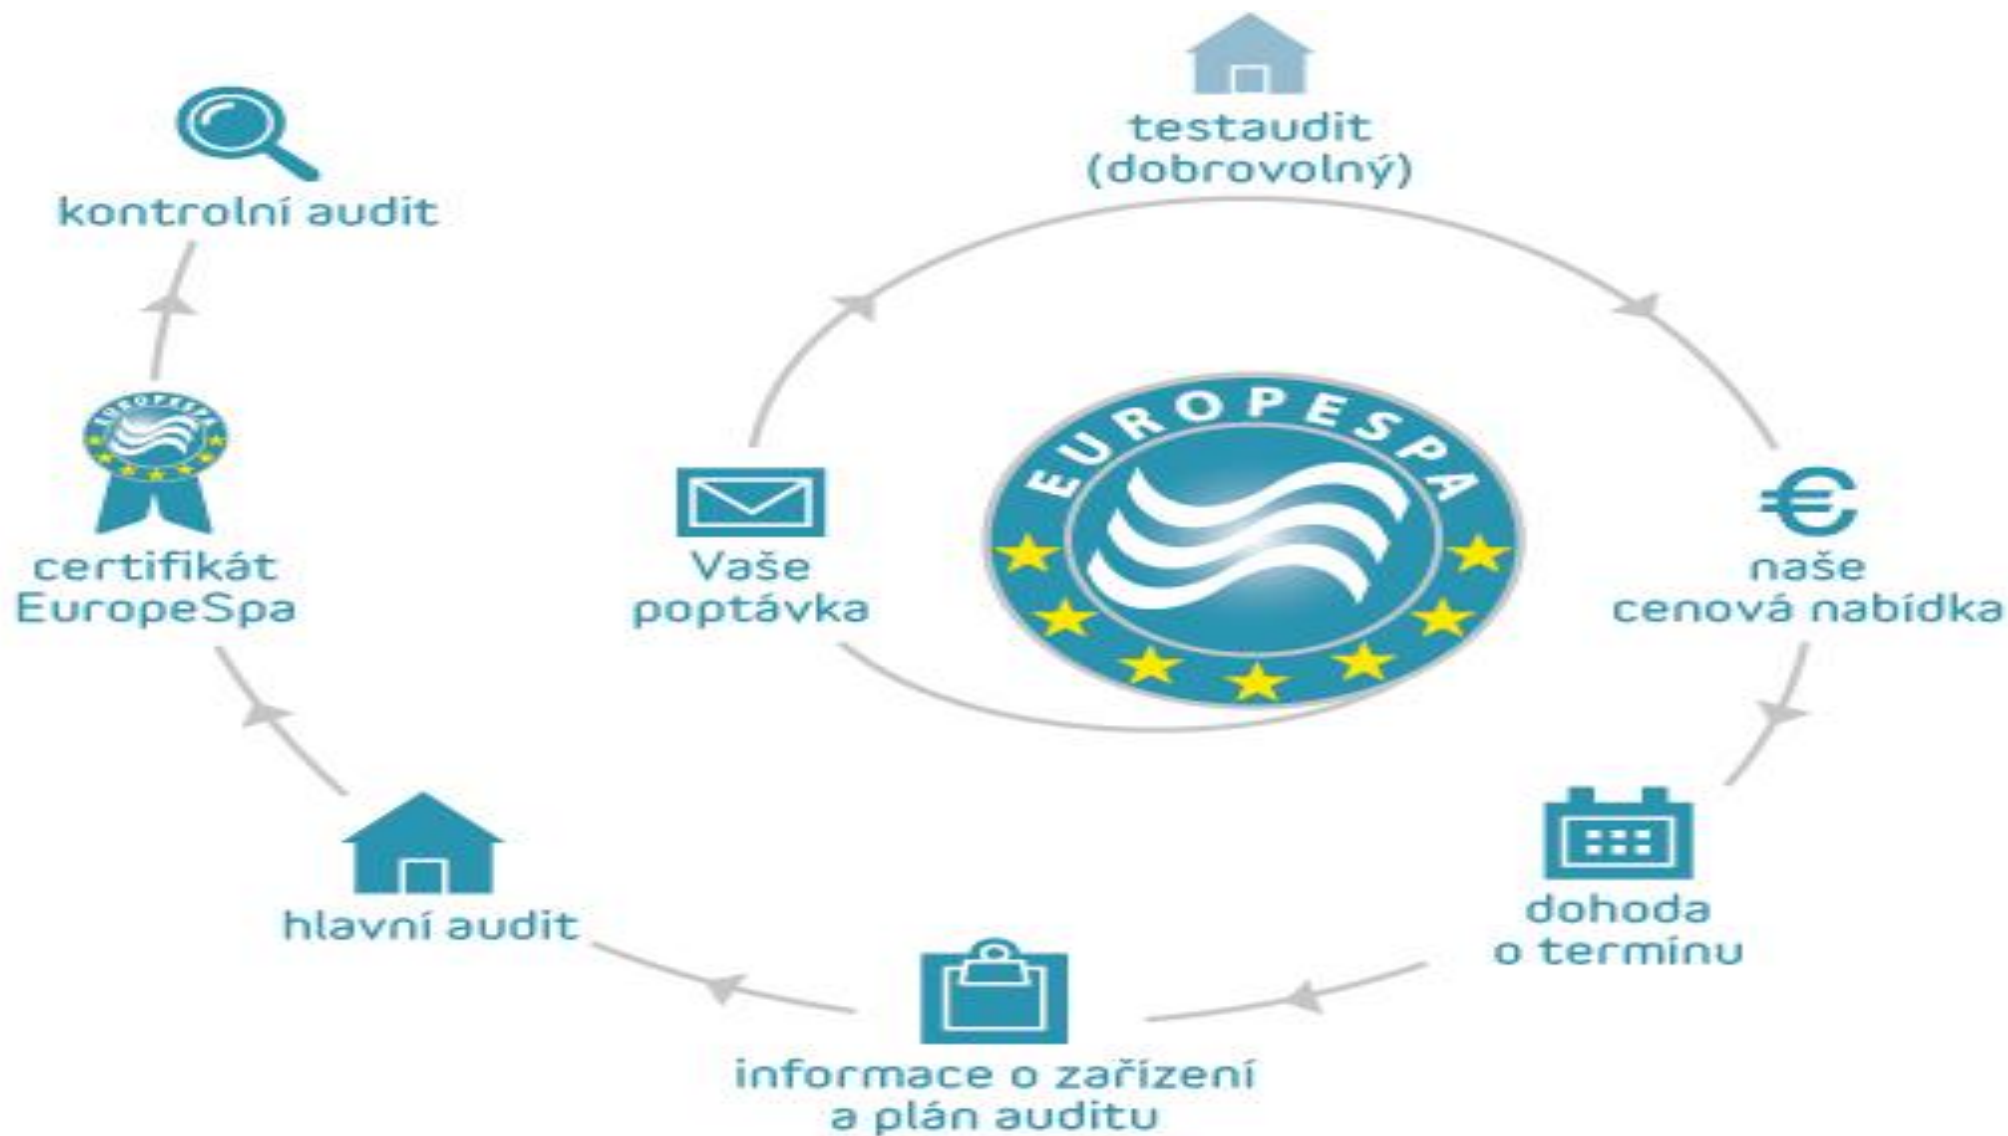 testaudit
(dobrovolný)
kontrolní audit
EUROPESPA
EUROPESPA
certifikát
EuropeSpa
Vaše
poptávka
€
naše
cenová nabídka
hlavní audit
dohoda
o termínu
informace o zařízení
a plán auditu